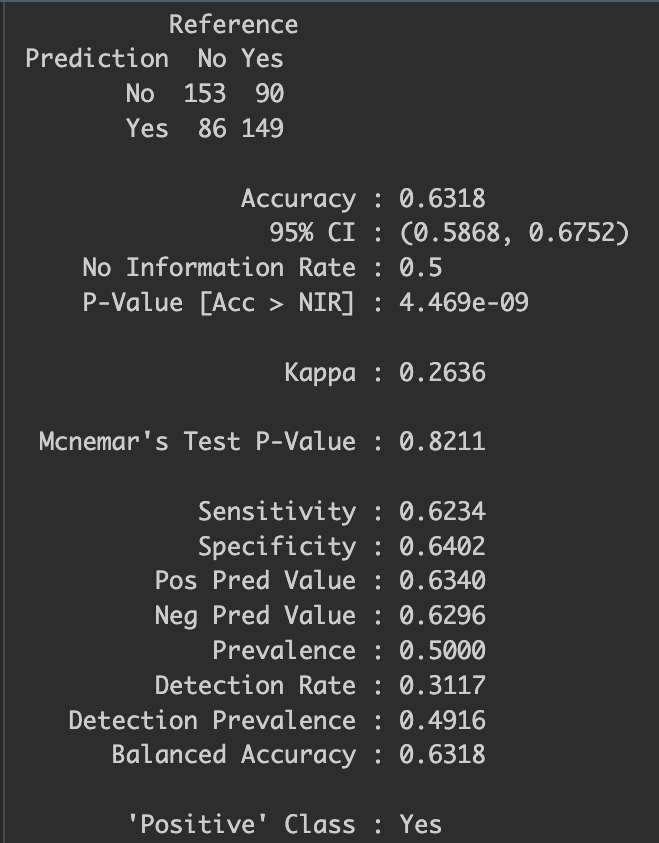 Reference
Prediction No Yes
No 153 90
Yes 86 149
Accuracy : 0.6318
95% CI : (0.5868, 0.6752)
No Information Rate : 0.5
P-Value [Acc > NIR] : 4.469e-09
Kappa : 0.2636
Mcnemar's Test P-Value : 0.8211
Sensitivity : 0.6234
Specificity : 0.6402
Pos Pred Value : 0.6340
Neg Pred Value : 0.6296
Prevalence : 0.5000
Detection Rate : 0.3117
Detection Prevalence : 0.4916
Balanced Accuracy : 0.6318
'Positive' Class : Yes